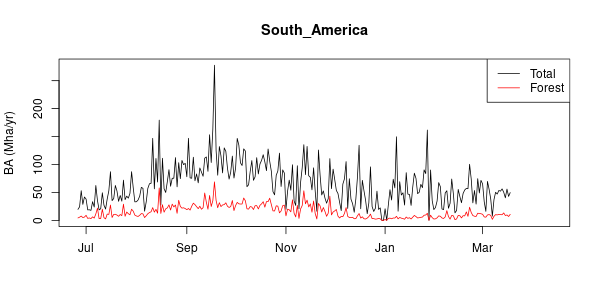 South_America
BA (Mha/yr)
200
100
50
0
Total
Forest
Jul Sep Nov Jan Mar